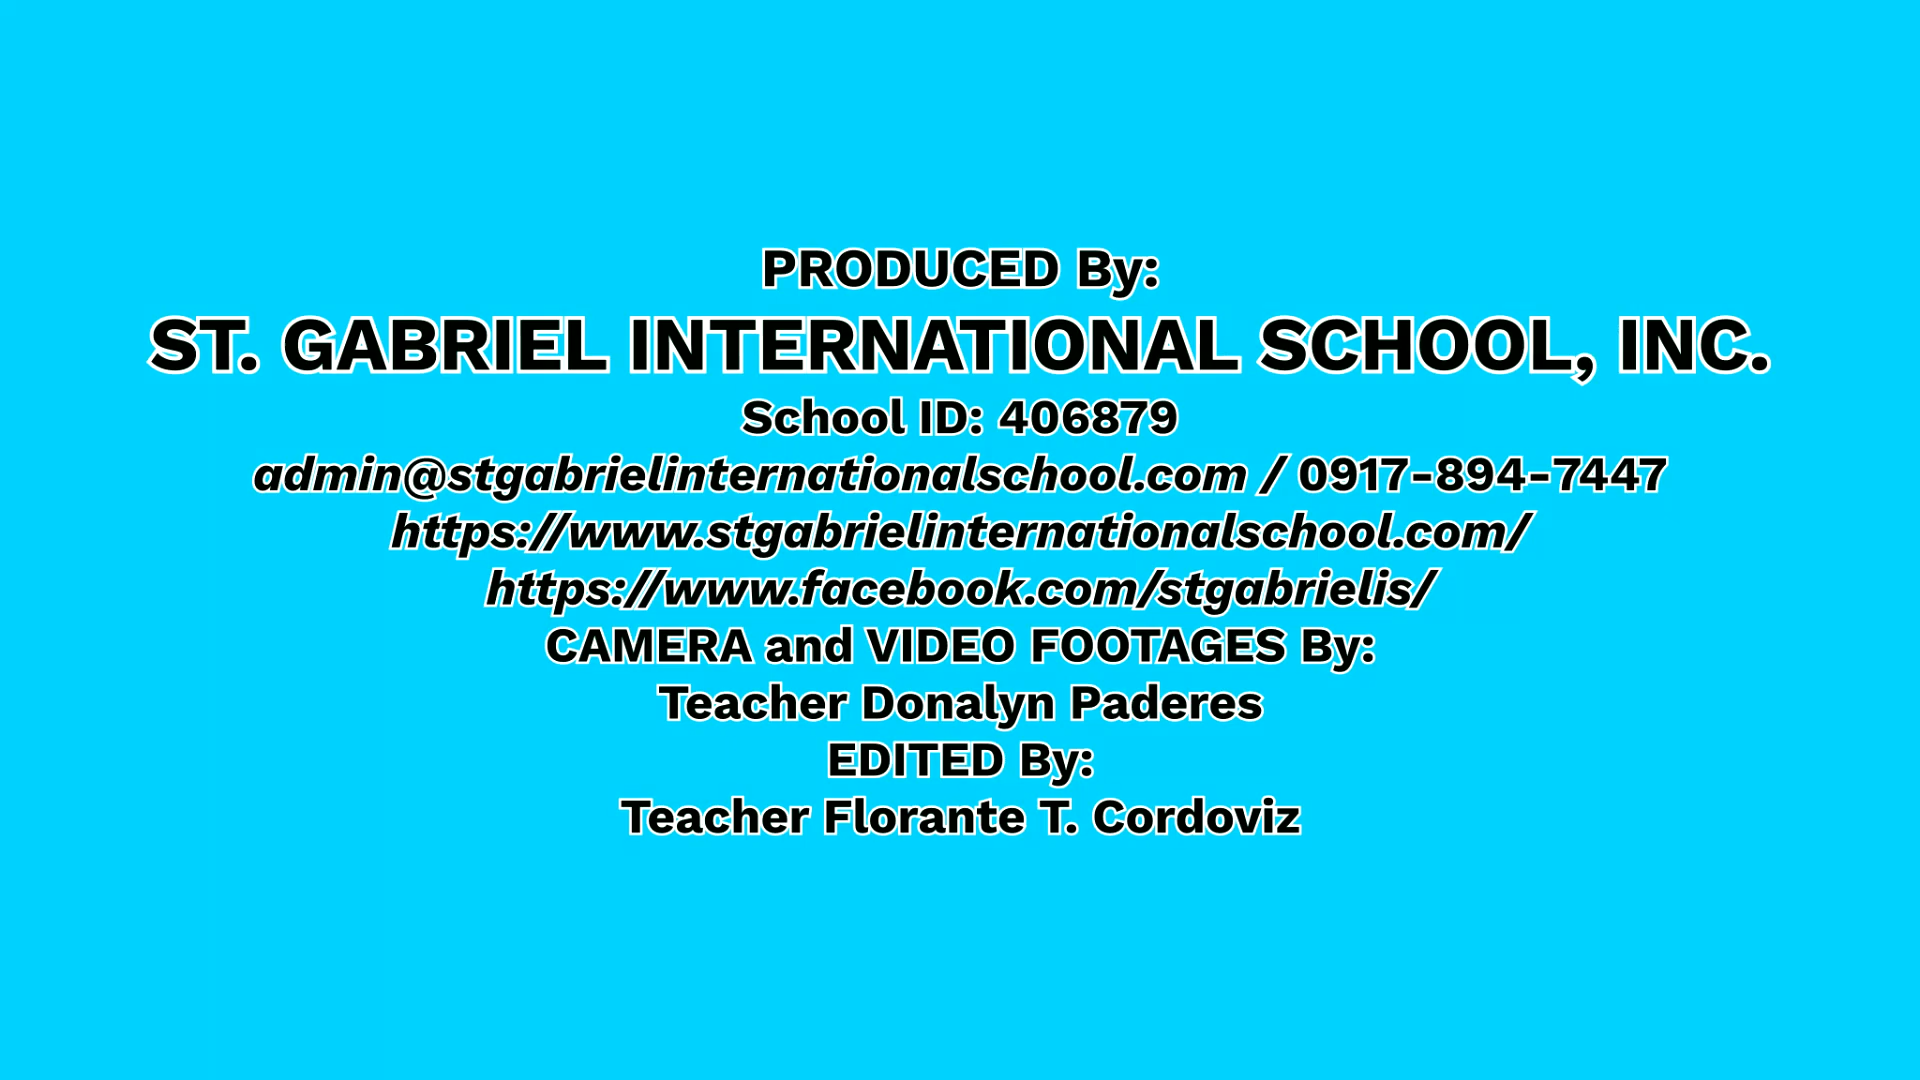 PRODUCED By:
ST. GABRIEL INTERNATIONAL SCHOOL, INC.
School ID: 406879
admin@stgabrielinternationalschool.com / 0917-894-7447
https://www.stgabrielinternationalschool.com/
https://www.facebook.com/stgabrielis/
CAMERA and VIDEO FOOTAGES By:
Teacher Donalyn Paderes
EDITED By:
Teacher Florante T. Cordoviz